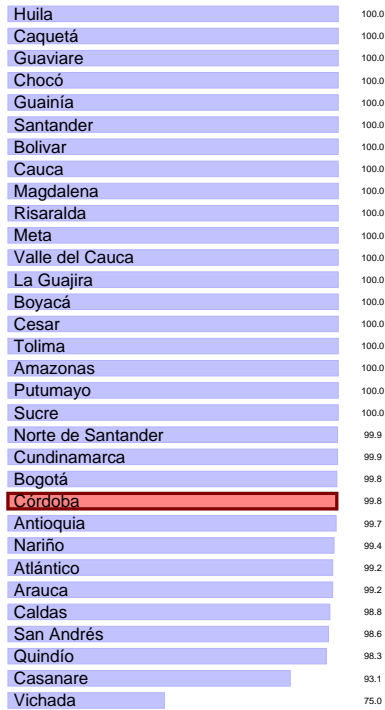 Huila 100.0
Caquetá 100.0
Guaviare 100.0
Chocó 100.0
Guainía 100.0
Santander 100.0
Bolivar 100.0
Cauca 100.0
Magdalena 100.0
Risaralda 100.0
Meta 100.0
Valle del Cauca 100.0
La Guajira 100.0
Boyacá 100.0
Cesar 100.0
Tolima 100.0
Amazonas 100.0
Putumayo 100.0
Sucre 100.0
Norte de Santander 99.9
Cundinamarca 99.9
Bogotá 99.8
Córdoba 99.8
Antioquia 99.7
Nariño 99.4
Atlántico 99.2
Arauca 99.2
Caldas 98.8
San Andrés 98.6
Quindío 98.3
Casanare 93.1
Vichada 75.0